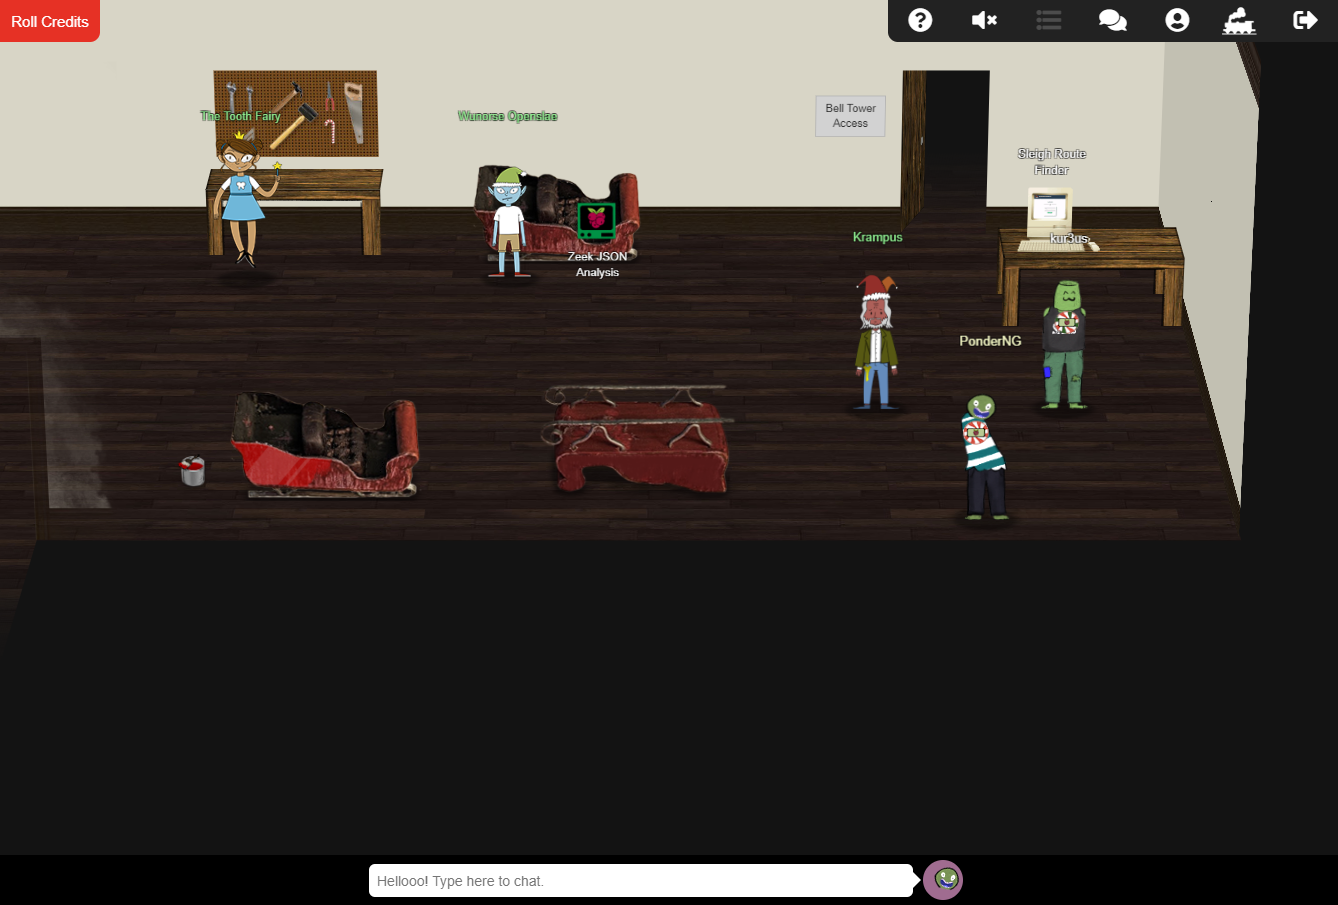 Roll Credits
Bell Tower
Access
The Tooth Fairy
Wunorse Openslae
Sleigh Route
Finder
Krampus
kur3us
Zeek JSON
Analysis
PonderNG
Hellooo! Type here to chat.